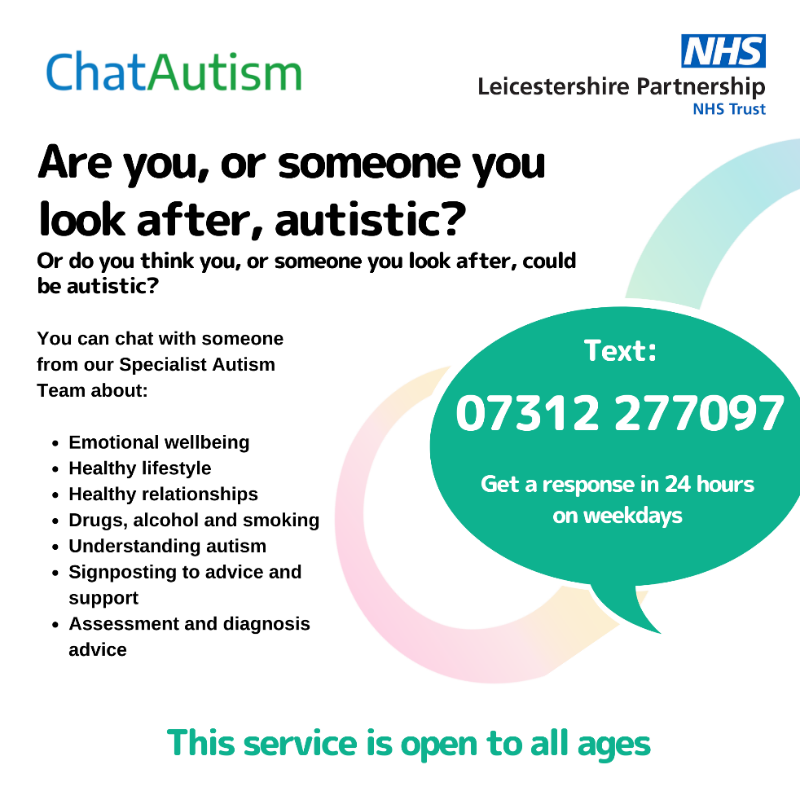 ChatAutism
NHS
Leicestershire Partnership
NHS Trust
Are you, or someone you
look after, autistic?
Or do you think you, or someone you look after, could
be autistic?
You can chat with someone
from our Specialist Autism
Team about:
• Emotional wellbeing
• Healthy lifestyle
• Healthy relationships
• Drugs, alcohol and smoking
• Understanding autism
• Signposting to advice and
support
• Assessment and diagnosis
advice
Text:
07312 277097
Get a response in 24 hours
on weekdays
This service is open to all ages